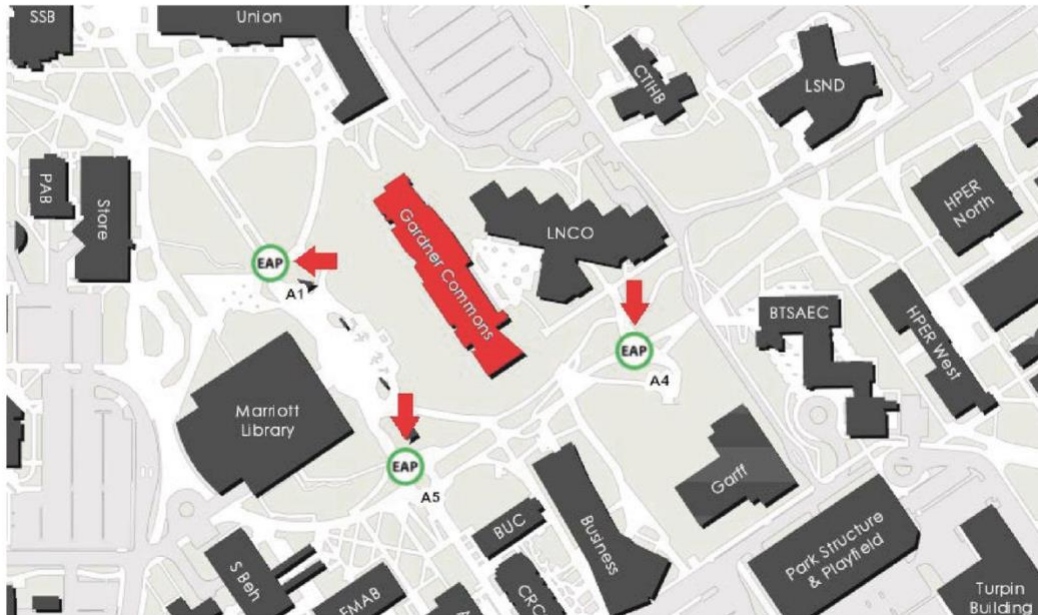 SSB
Union
CTIHB
LSND
PAB
Store
Gardner Commons
LNCO
HPER
North
EAP
A1
BTSAEC
HPER West
EAP
A4
Marriott
Library
EAP
A5
Garff
BUC
Business
Park Structure
& Playfield
S Beh
FMAB
CRC
Turpin
Building